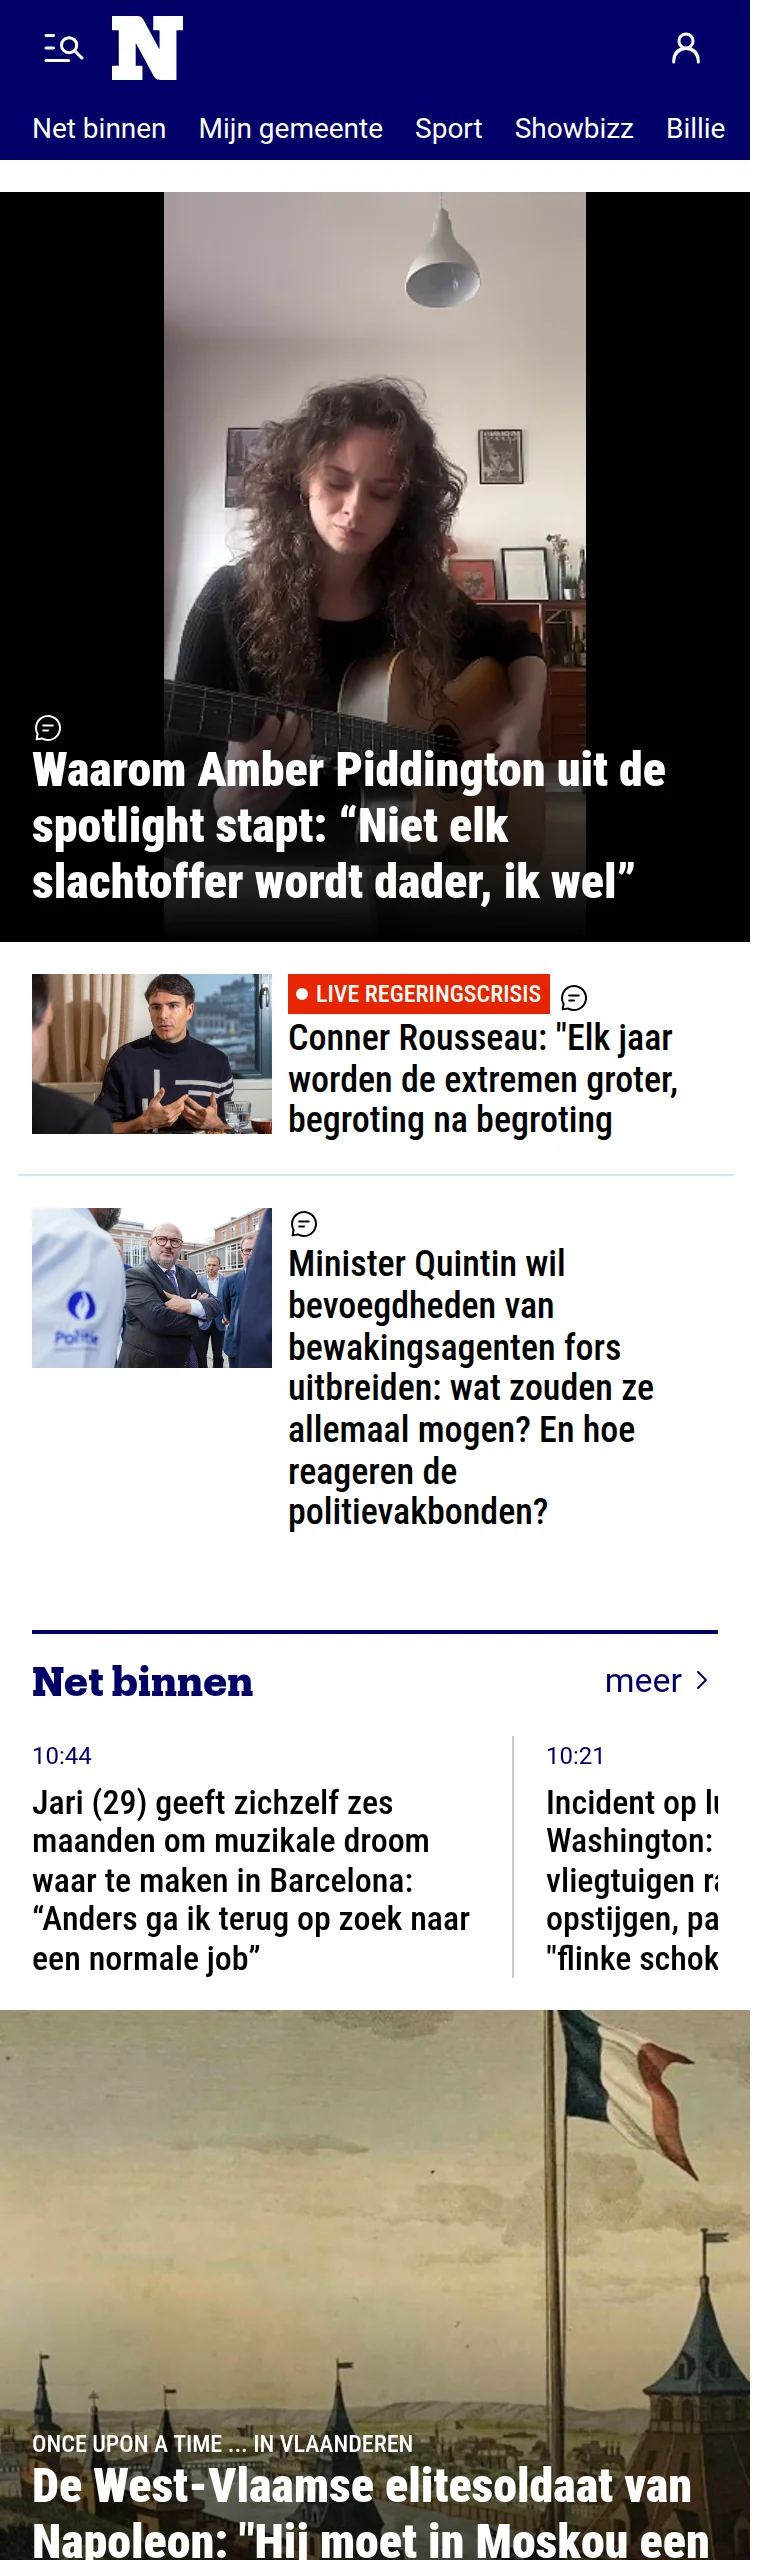 N
Net binnen Mijn gemeente Sport Showbizz Billie
Waarom Amber Piddington uit de
spotlight stapt: “Niet elk
slachtoffer wordt dader, ik wel”
LIVE REGERINGSCRISIS
Conner Rousseau: "Elk jaar
worden de extremen groter,
begroting na begroting
Politie
Minister Quintin wil
bevoegdheden van
bewakingsagenten fors
uitbreiden: wat zouden ze
allemaal mogen? En hoe
reageren de
politievakbonden?
Net binnen
meer
10:44
Jari (29) geeft zichzelf zes
maanden om muzikale droom
waar te maken in Barcelona:
“Anders ga ik terug op zoek naar
een normale job”
10:21
Incident op
Washington:
vliegtuigen
opstijgen,
"flinke
ONCE UPON A TIME ... IN VLAANDEREN
De West-Vlaamse elitesoldaat van
Napoleon: "Hij moet in Moskou een